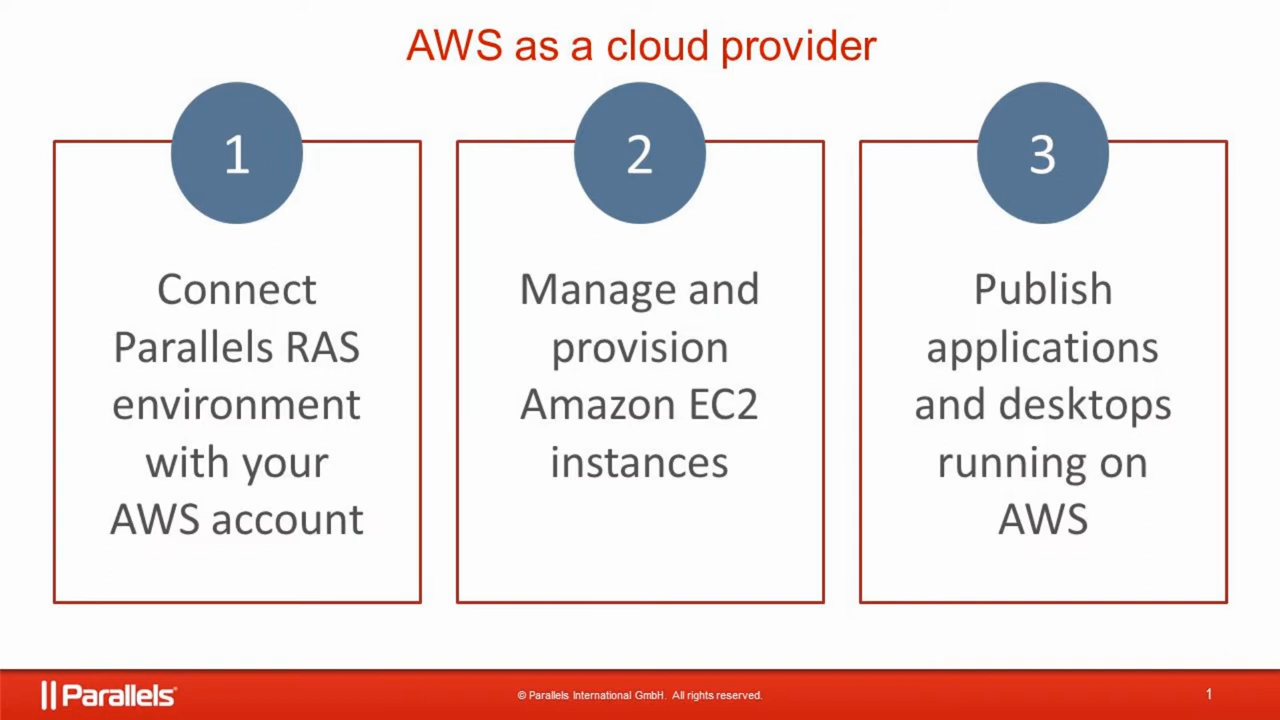 AWS as a cloud provider
1
Connect
Parallels RAS
environment
with your
AWS account
2
Manage and
provision
Amazon EC2
instances
3
Publish
applications
and desktops
running on
AWS
|| Parallels®
© Parallels International GmbH. All rights reserved.
1